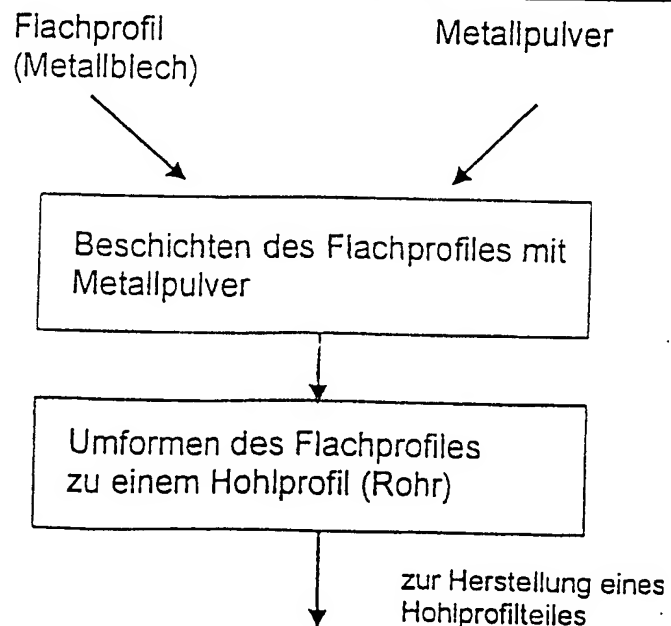 Flachprofil
(Metallblech)
Metallpulver
Beschichten des Flachprofiles mit
Metallpulver
Umformen des Flachprofiles
zu einem Hohlprofil (Rohr)
zur Herstellung eines
Hohlprofilteiles